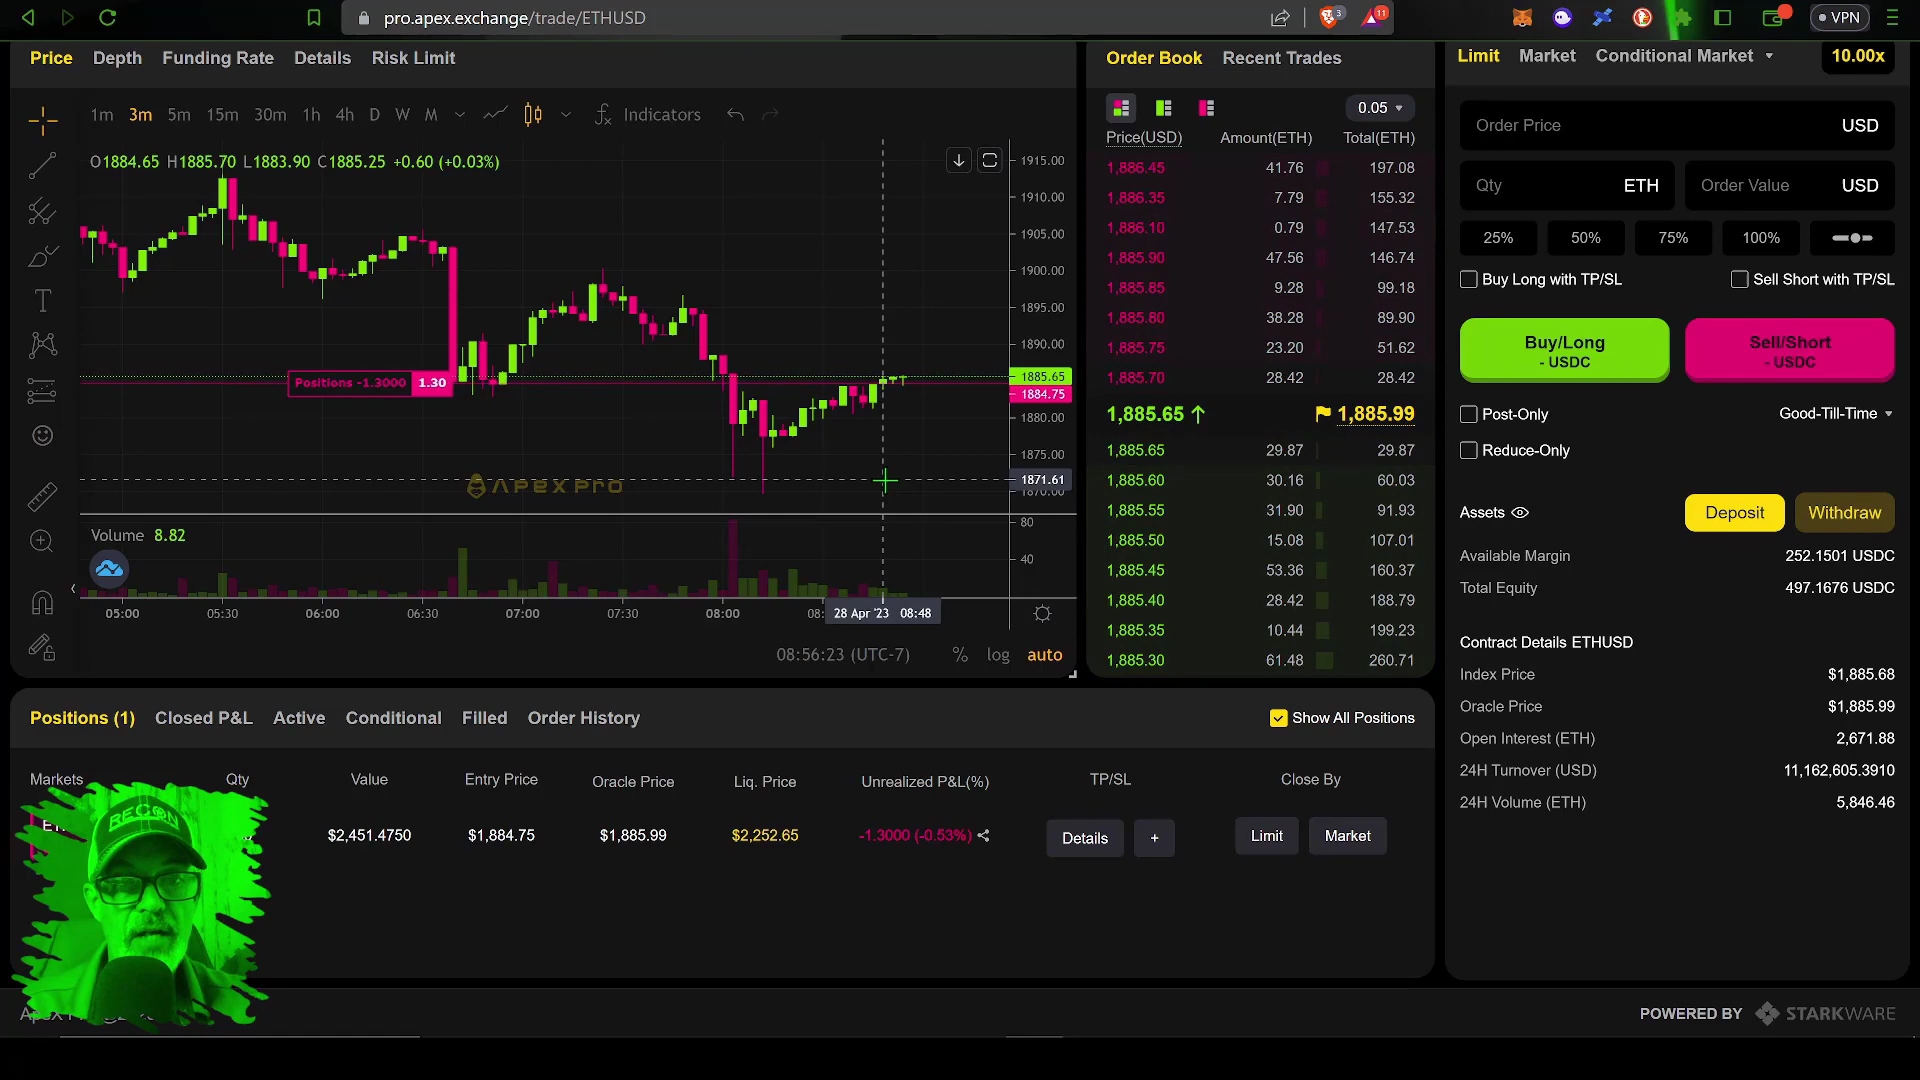 pro.apex.exchange/trade/ETHUSD
3
11
VPN
Price Depth Funding Rate Details Risk Limit
1m 3m 5m 15m 30m 1h 4h D W M Indicators
O1884.65 H1885.70 L1883.90 C1885.25 +0.60 (+0.03%)
1915.00
1910.00
1905.00
1900.00
1895.00
1890.00
1885.65
1884.75
1880.00
1875.00
1871.61
1870.00
Positions -1.3000 1.30
APEX PRO
Volume 8.82
80
40
05:00 05:30 06:00 06:30 07:00 07:30 08:00 08: 28 Apr '23 08:48
08:56:23 (UTC-7) % log auto
Order Book Recent Trades
0.05
Price(USD) Amount(ETH) Total(ETH)
1,886.45 41.76 197.08
1,886.35 7.79 155.32
1,886.10 0.79 147.53
1,885.90 47.56 146.74
1,885.85 9.28 99.18
1,885.80 38.28 89.90
1,885.75 23.20 51.62
1,885.70 28.42 28.42
1,885.65 ↑ 1,885.99
1,885.65 29.87 29.87
1,885.60 30.16 60.03
1,885.55 31.90 91.93
1,885.50 15.08 107.01
1,885.45 53.36 160.37
1,885.40 28.42 188.79
1,885.35 10.44 199.23
1,885.30 61.48 260.71
Limit Market Conditional Market 10.00x
Order Price USD
Qty ETH Order Value USD
25% 50% 75% 100%
Buy Long with TP/SL Sell Short with TP/SL
Buy/Long
- USDC
Sell/Short
- USDC
Post-Only Good-Till-Time
Reduce-Only
Assets Deposit Withdraw
Available Margin 252.1501 USDC
Total Equity 497.1676 USDC
Contract Details ETHUSD
Index Price $1,885.68
Oracle Price $1,885.99
Open Interest (ETH) 2,671.88
24H Turnover (USD) 11,162,605.3910
24H Volume (ETH) 5,846.46
Positions (1) Closed P&L Active Conditional Filled Order History Show All Positions
Markets Qty Value Entry Price Oracle Price Liq. Price Unrealized P&L(%) TP/SL Close By
$2,451.4750 $1,884.75 $1,885.99 $2,252.65 -1.3000 (-0.53%) Details + Limit Market
RECON
POWERED BY STARKWARE